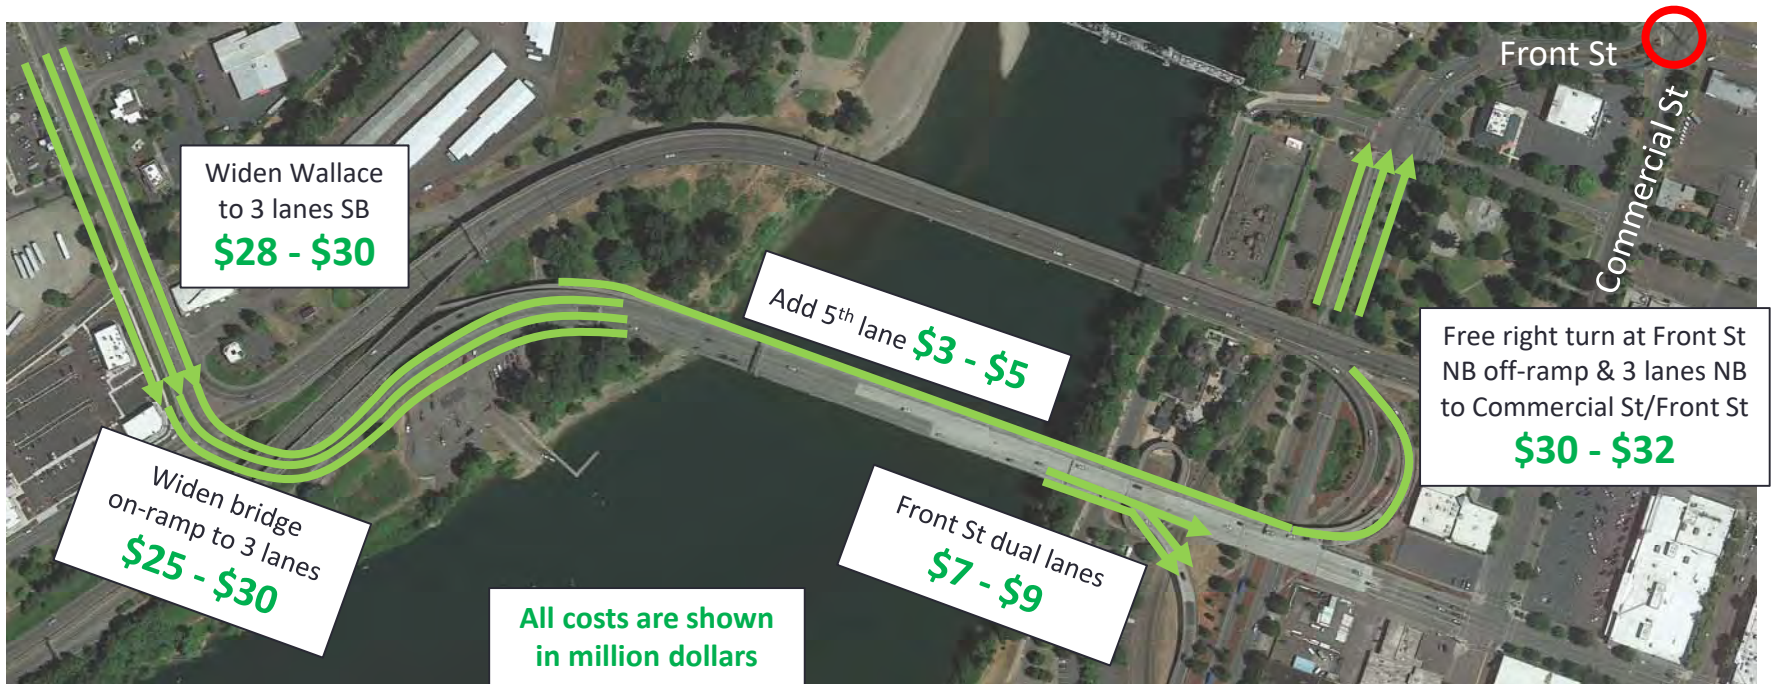 Front St
Commercial St
Widen Wallace
to 3 lanes SB
$28 - $30
Add 5th lane $3 - $5
Free right turn at Front St
NB off-ramp & 3 lanes NB
to Commercial St/Front St
$30 - $32
Widen bridge
on-ramp to 3 lanes
$25 - $30
Front St dual lanes
$7 - $9
All costs are shown
in million dollars